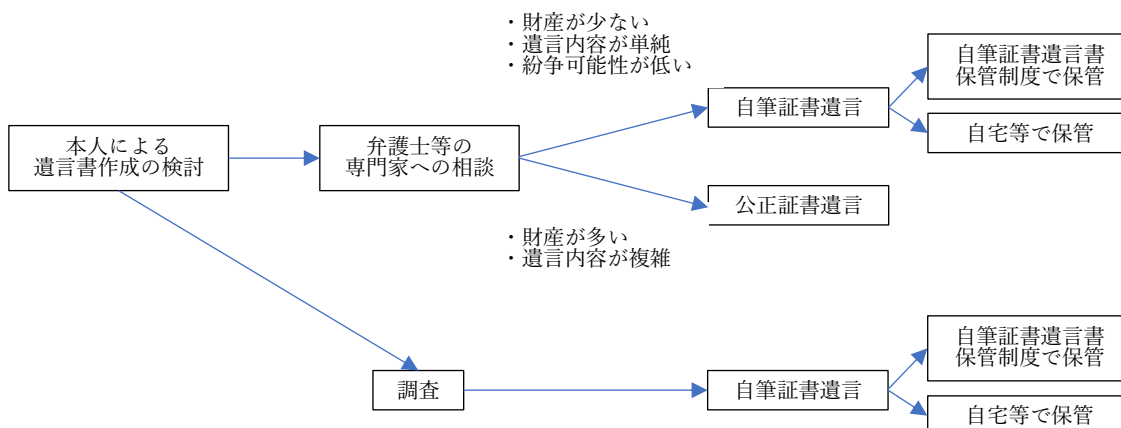 ・財産が少ない
・遺言内容が単純
・紛争可能性が低い
自筆証書遺言書
保管制度で保管
自筆証書遺言
自宅等で保管
本人による
遺言書作成の検討
弁護士等の
専門家への相談
公正証書遺言
・財産が多い
・遺言内容が複雑
自筆証書遺言書
保管制度で保管
調査
自筆証書遺言
自宅等で保管